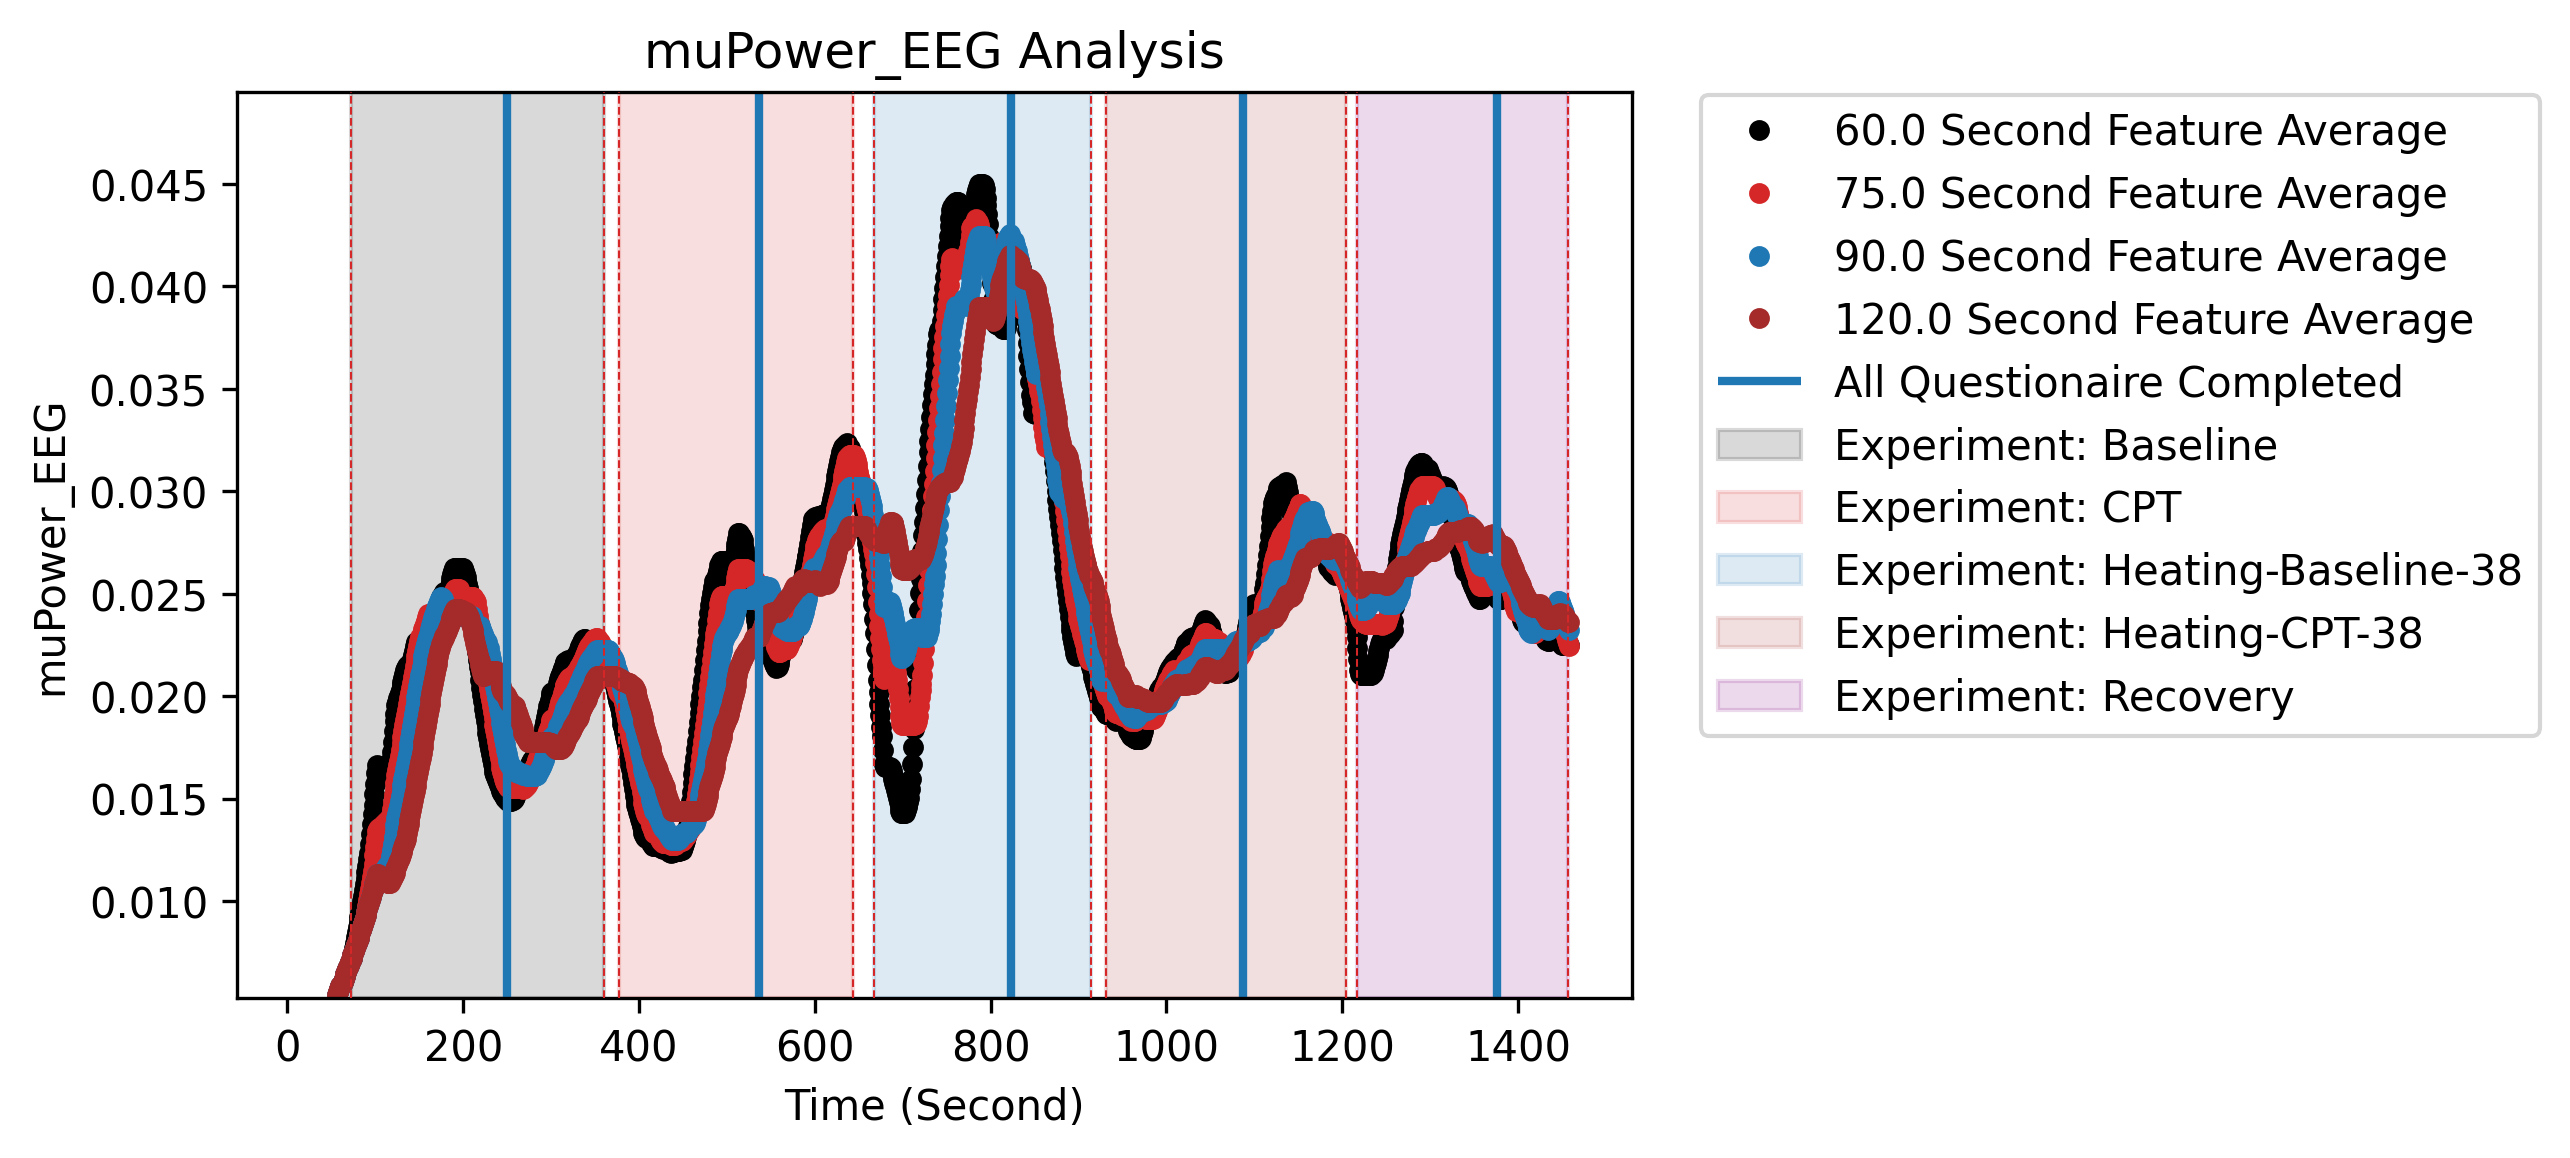 muPower_EEG Analysis
muPower_EEG
0.045
0.040
0.035
0.030
0.025
0.020
0.015
0.010
0 200 400 600 800 1000 1200 1400
Time (Second)
60.0 Second Feature Average
75.0 Second Feature Average
90.0 Second Feature Average
120.0 Second Feature Average
All Questionaire Completed
Experiment: Baseline
Experiment: CPT
Experiment: Heating-Baseline-38
Experiment: Heating-CPT-38
Experiment: Recovery